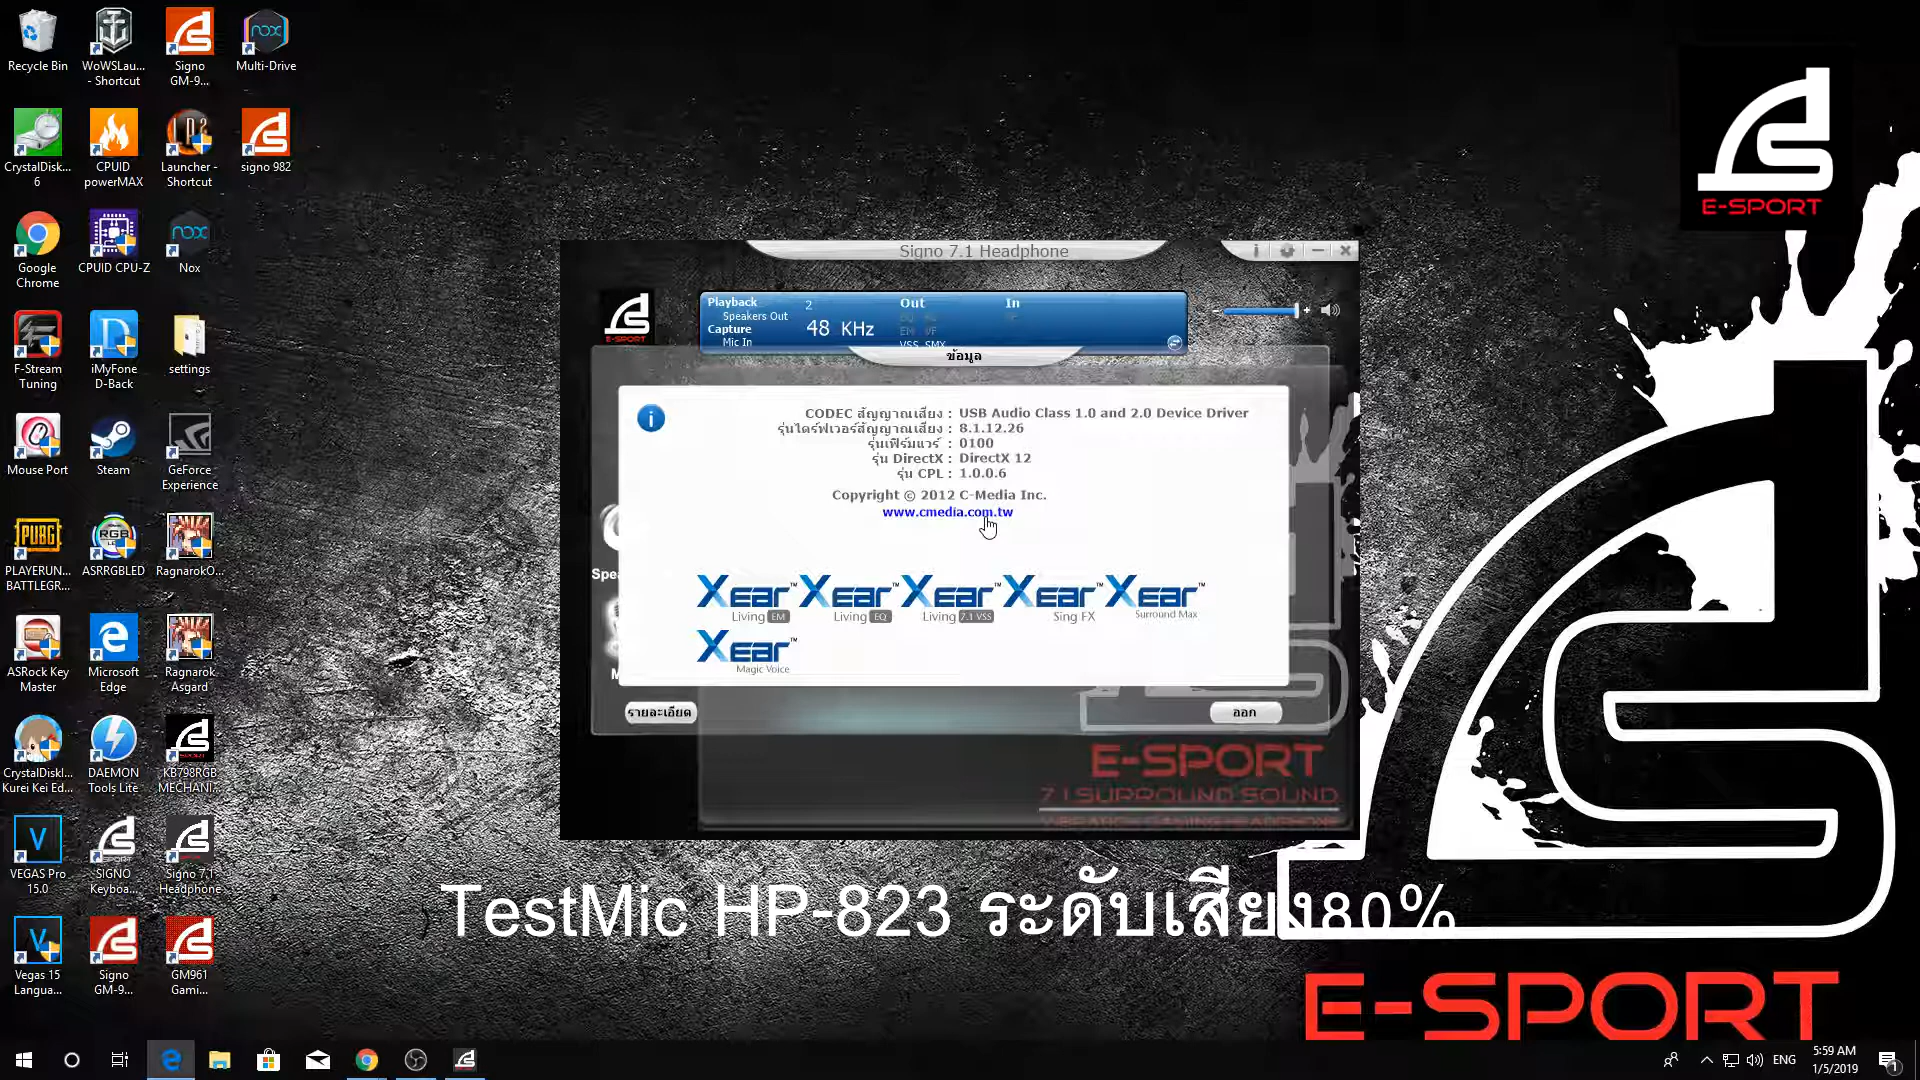 Recycle Bin
WoWSLau...
- Shortcut
Signo
GM-9...
Multi-Drive
CrystalDisk...
6
CPUID
powerMAX
Launcher -
Shortcut
signo 982
Google
Chrome
CPUID CPU-Z
Nox
F-Stream
Tuning
iMyFone
D-Back
settings
Mouse Port
Steam
GeForce
Experience
PLAYERUN...
BATTLEGR...
ASRRGBLED
RagnarokO...
ASRock Key
Master
Microsoft
Edge
Ragnarok
Asgard
CrystalDiskI...
Kurei Kei Ed...
DAEMON
Tools Lite
KB798RGB
MECHANI...
VEGAS Pro
15.0
SIGNO
Keyboa...
Signo 7.1
Headphone
Vegas 15
Langua...
Signo
GM-9...
GM961
Gami...
E-SPORT
Signo 7.1 Headphone
Playback
Speakers Out
Capture
Mic In
2
48 KHz
Out
In
VSS SMX
ข้อมูล
CODEC สัญญาณเสียง : USB Audio Class 1.0 and 2.0 Device Driver
รุ่นไดร์ฟเวอร์สัญญาณเสียง : 8.1.12.26
รุ่นเฟิร์มแวร์ : 0100
รุ่น DirectX : DirectX 12
รุ่น CPL : 1.0.0.6
Copyright © 2012 C-Media Inc.
www.cmedia.com.tw
Xear™ Living EM
Xear™ Living EQ
Xear™ Living 7.1 VSS
Xear™ Sing FX
Xear™ Surround Max
Xear™ Magic Voice
รายละเอียด
ออก
E-SPORT
7.1 SURROUND SOUND
TestMic HP-823 ระดับเสียง80%
E-SPORT
ENG
5:59 AM
1/5/2019
1